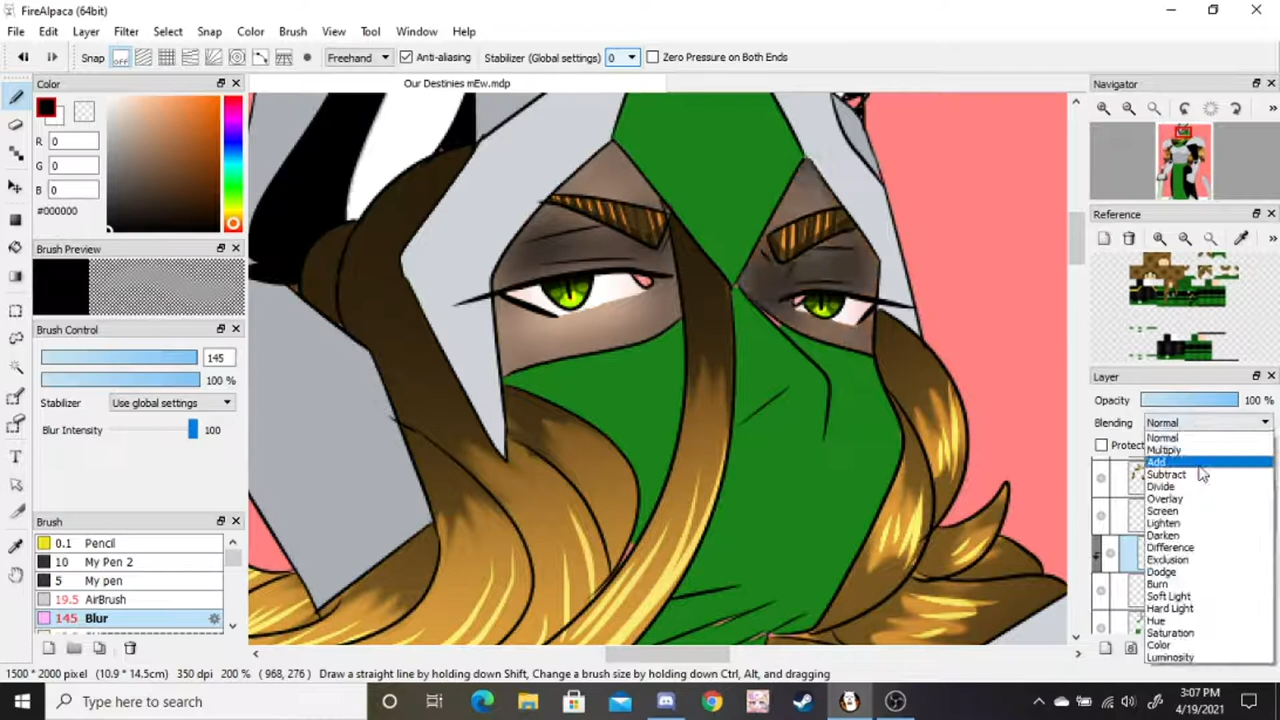 FireAlpaca (64bit)
File Edit Layer Filter Select Snap Color Brush View Tool Window Help
Snap OFF Freehand Anti-aliasing Stabilizer (Global settings) 0 Zero Pressure on Both Ends
Color
R 0
G 0
B 0
#000000
Brush Preview
Brush Control
145
100 %
Stabilizer Use global settings
Blur Intensity 100
Brush
0.1 Pencil
10 My Pen 2
5 My pen
19.5 AirBrush
145 Blur
Our Destinies mEw.mdp
Navigator
Reference
Layer
Opacity 100 %
Blending Normal
Protect
Normal
Multiply
Add
Subtract
Divide
Overlay
Screen
Lighten
Darken
Difference
Exclusion
Dodge
Burn
Soft Light
Hard Light
Hue
Saturation
Color
Luminosity
1500 * 2000 pixel (10.9 * 14.5cm) 350 dpi 200 % (968, 276) Draw a straight line by holding down Shift, Change a brush size by holding down Ctrl, Alt, and dragging
Type here to search
3:07 PM
4/19/2021